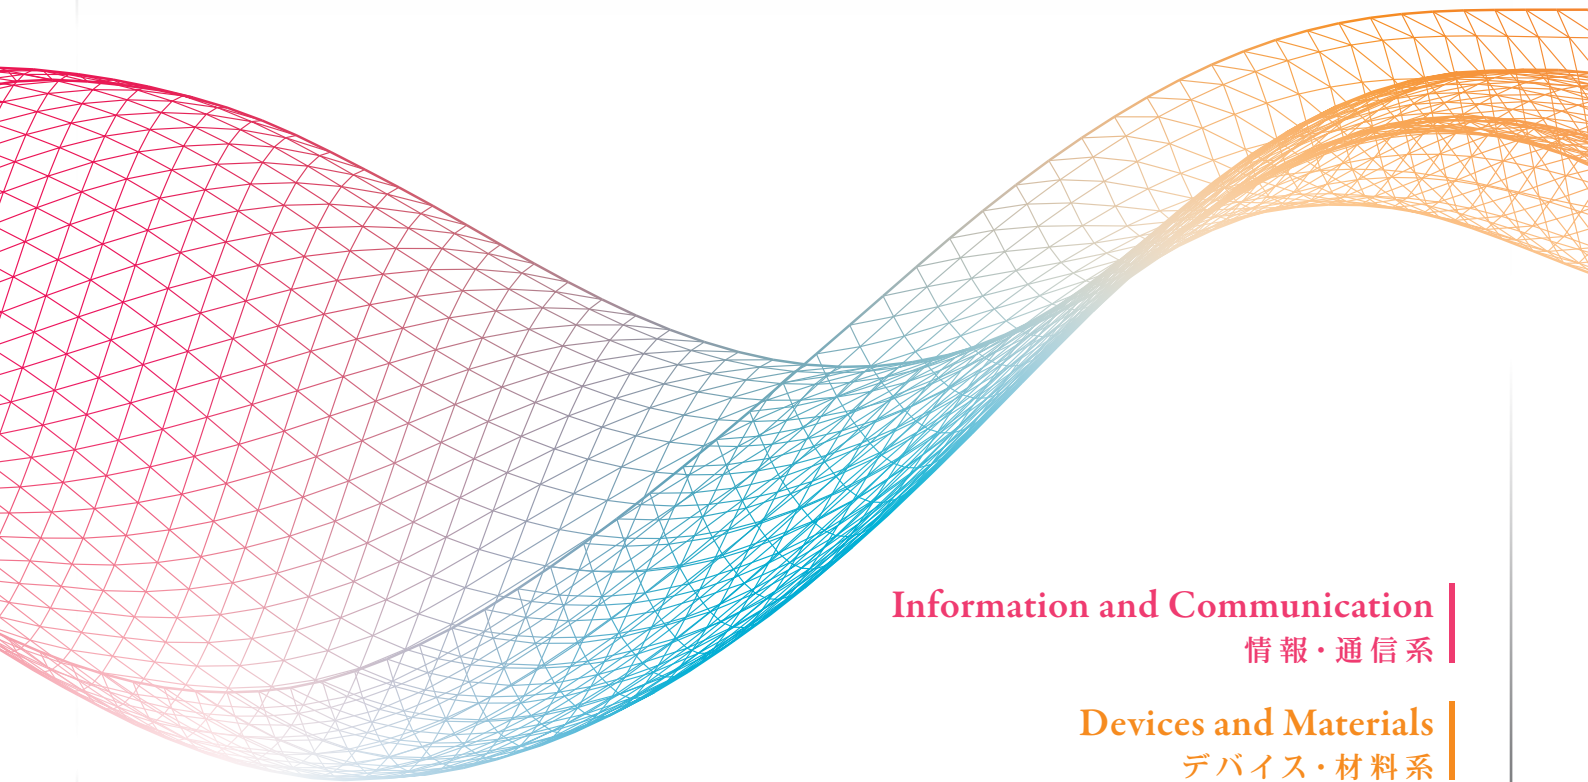 Information and Communication
情報・通信系
Devices and Materials
デバイス・材料系